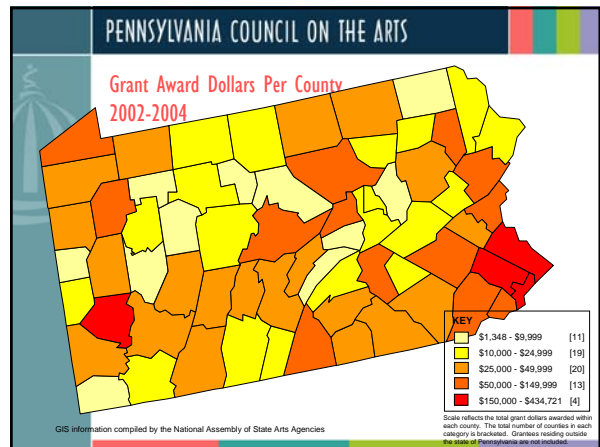 PENNSYLVANIA COUNCIL ON THE ARTS
Grant Award Dollars Per County
2002-2004
KEY
$1,348 - $9,999 [11]
$10,000 - $24,999 [19]
$25,000 - $49,999 [20]
$50,000 - $149,999 [13]
$150,000 - $434,721 [4]
Scale reflects the total grant dollars awarded within
each county. The total number of counties in each
category is bracketed. Grantees residing outside
the state of Pennsylvania are not included.
GIS information compiled by the National Assembly of State Arts Agencies